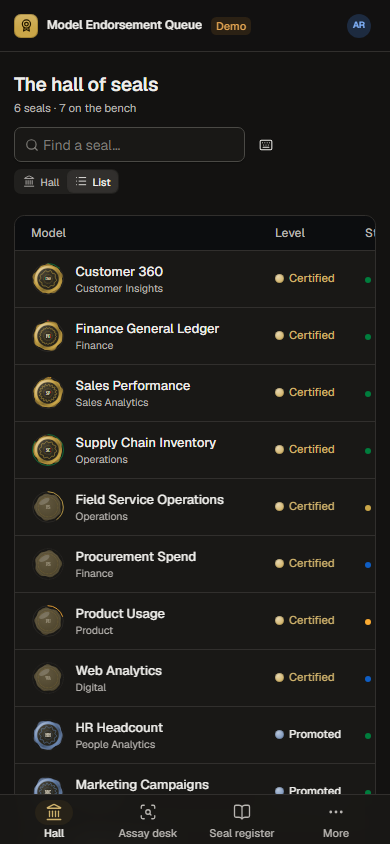 Model Endorsement Queue Demo AR
The hall of seals
6 seals · 7 on the bench
Find a seal...
Hall List
Model Level St
Customer 360 Certified
Customer Insights
Finance General Ledger Certified
Finance
Sales Performance Certified
Sales Analytics
Supply Chain Inventory Certified
Operations
Field Service Operations Certified
Operations
Procurement Spend Certified
Finance
Product Usage Certified
Product
Web Analytics Certified
Digital
HR Headcount Promoted
People Analytics
Marketing Campaigns Promoted
Hall Assay desk Seal register More